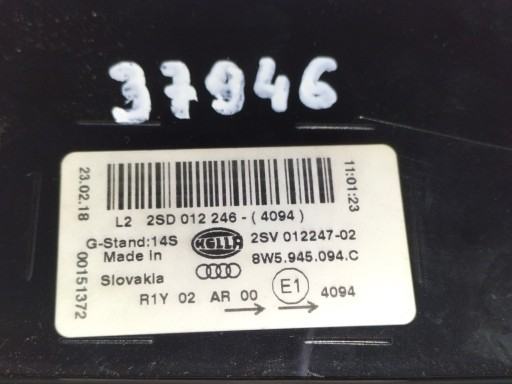 37946
23.02.18
00151372
L2 2SD 012 246-(4094)
G-Stand:14S
HELLA
2SV 012247-02
Made in
Slovakia
8W5.945.094.C
R1Y 02 AR 00
E1
4094
11:01:23